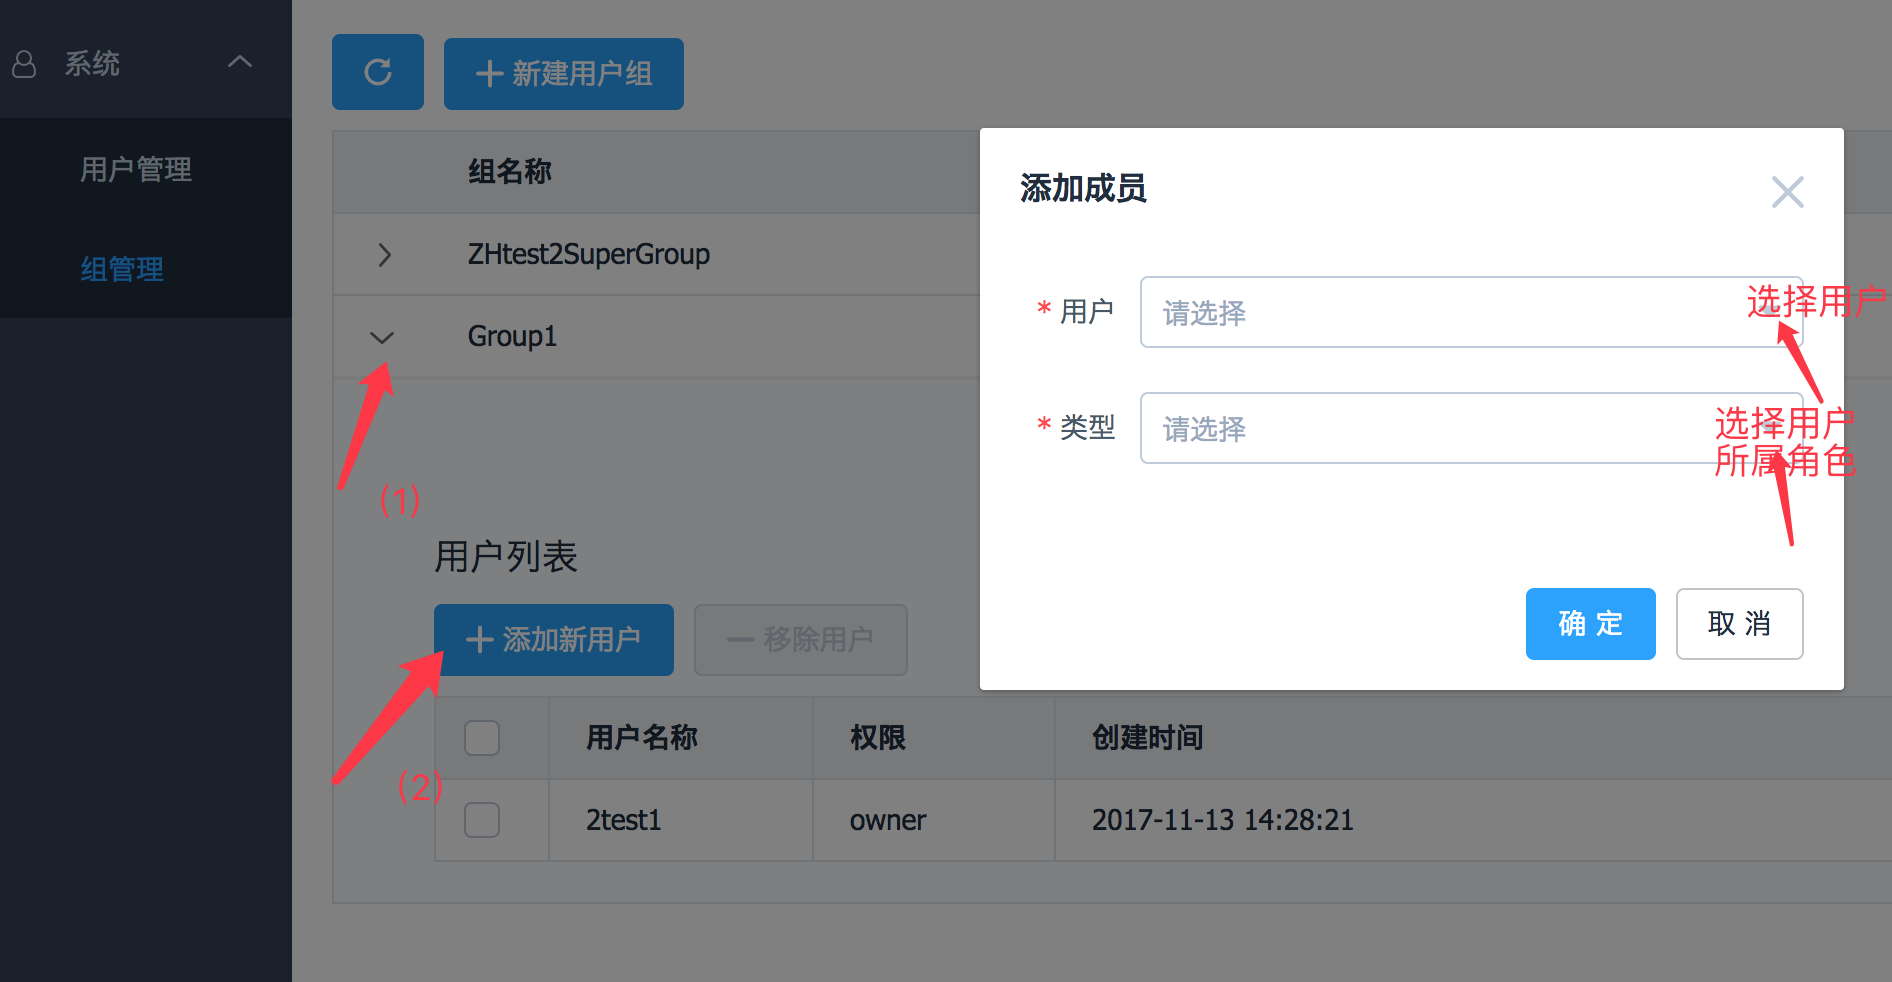 系统
用户管理
组管理
新建用户组
组名称
ZHtest2SuperGroup
Group1
(1)
用户列表
添加新用户
移除用户
(2)
用户名称 权限 创建时间
2test1 owner 2017-11-13 14:28:21
添加成员
* 用户 请选择
选择用户
* 类型 请选择
选择用户
所属角色
确 定 取 消